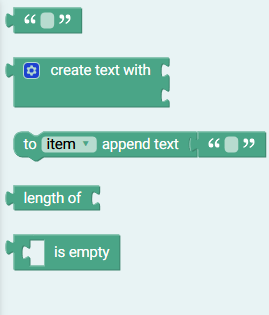 “ ”
create text with
to item ▾ append text “ ”
length of
is empty